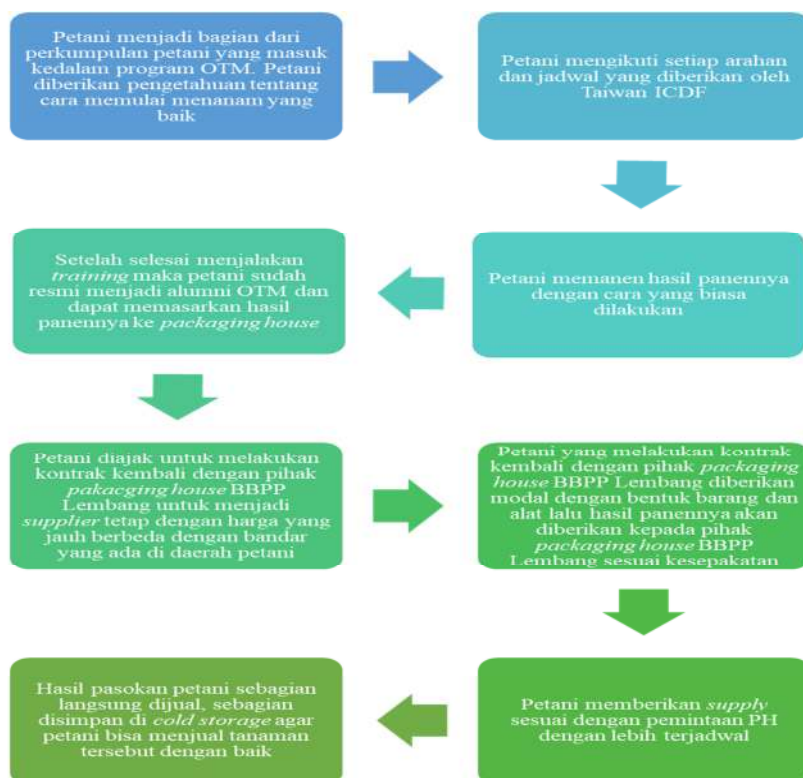 Petani menjadi bagian dari
perkumpulan petani yang masuk
kedalam program OTM. Petani
diberikan pengetahuan tentang
cara memulai menanam yang
baik
Petani mengikuti setiap arahan
dan jadwal yang diberikan oleh
Taiwan ICDF
Petani memanen hasil panennya
dengan cara yang biasa
dilakukan
Setelah selesai menjalakan
training maka petani sudah
resmi menjadi alumni OTM dan
dapat memasarkan hasil
panennya ke packaging house
Petani diajak untuk melakukan
kontrak kembali dengan pihak
pakacging house BBPP
Lembang untuk menjadi
supplier tetap dengan harga yang
jauh berbeda dengan bandar
yang ada di daerah petani
Petani yang melakukan kontrak
kembali dengan pihak packaging
house BBPP Lembang diberikan
modal dengan bentuk barang dan
alat lalu hasil panennya akan
diberikan kepada pihak
packaging house BBPP
Lembang sesuai kesepakatan
Petani memberikan supply
sesuai dengan pemintaan PH
dengan lebih terjadwal
Hasil pasokan petani sebagian
langsung dijual, sebagian
disimpan di cold storage agar
petani bisa menjual tanaman
tersebut dengan baik